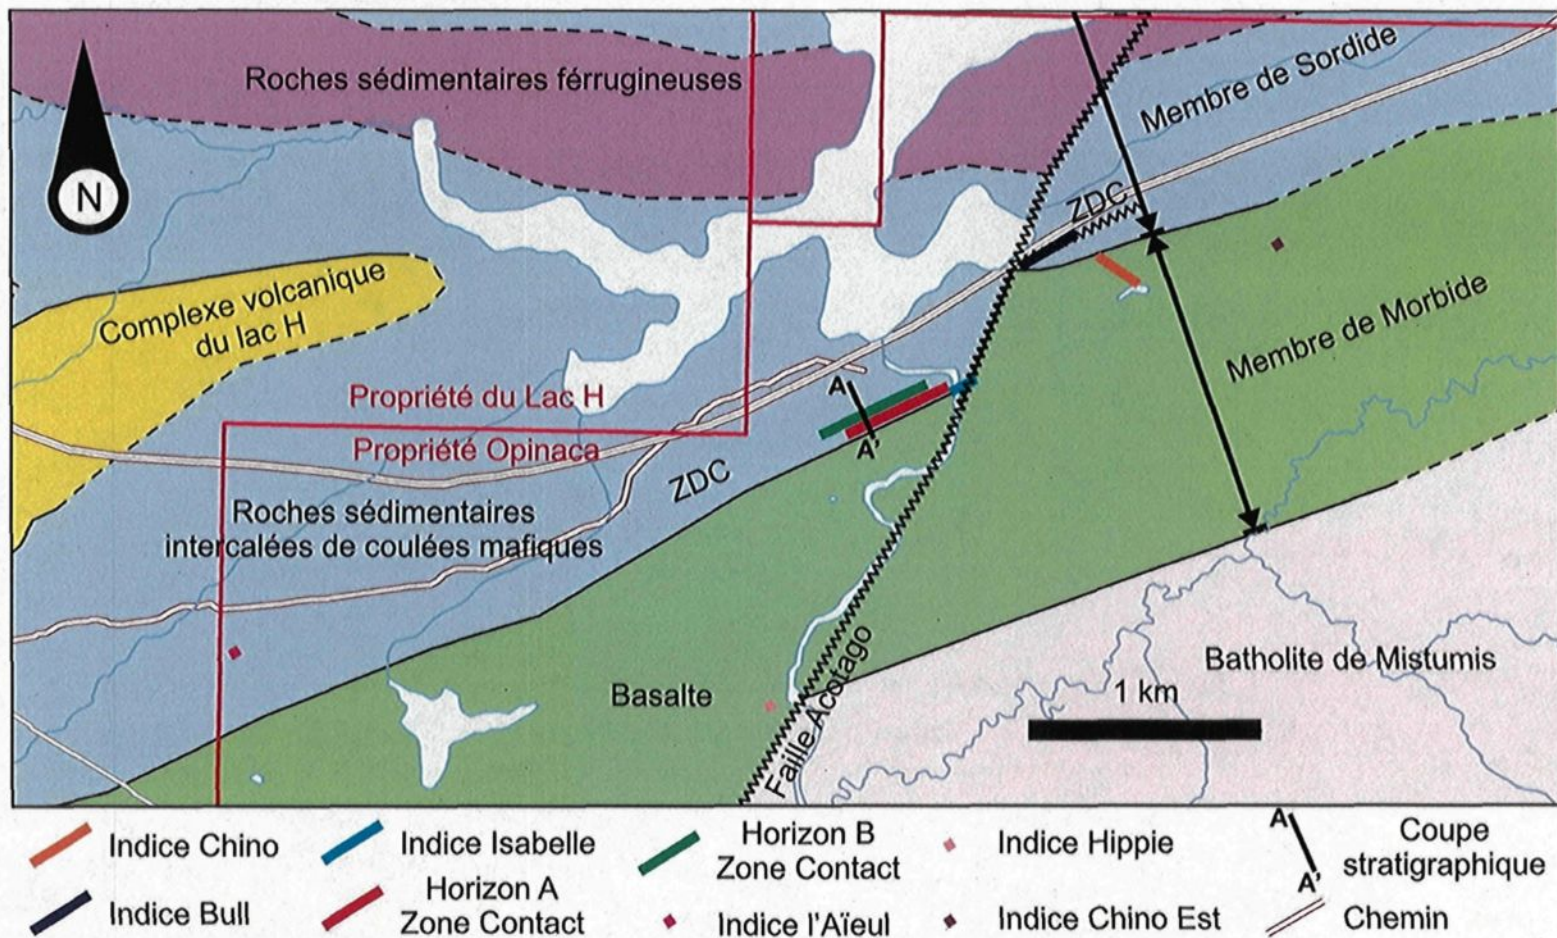 Roches sédimentaires férrugineuses
Membre de Sordide
N
ZDC
Complexe volcanique
du lac H
Membre de Morbide
Propriété du Lac H
Propriété Opinaca
A
A'
ZDC
Roches sédimentaires
intercalées de coulées mafiques
Basalte
Faille Acotago
Batholite de Mistumis
1 km
Indice Chino
Indice Bull
Indice Isabelle
Horizon A
Zone Contact
Horizon B
Zone Contact
Indice l'Aïeul
Indice Hippie
Indice Chino Est
A
A'
Coupe
stratigraphique
Chemin